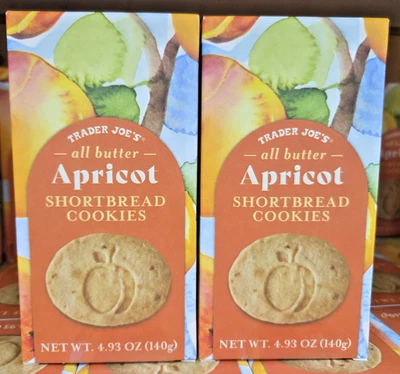 TRADER JOE'S®
all butter
Apricot
SHORTBREAD
COOKIES
NET WT. 4.93 OZ (140g)
TRADER JOE'S®
all butter
Apricot
SHORTBREAD
COOKIES
NET WT. 4.93 OZ (140g)